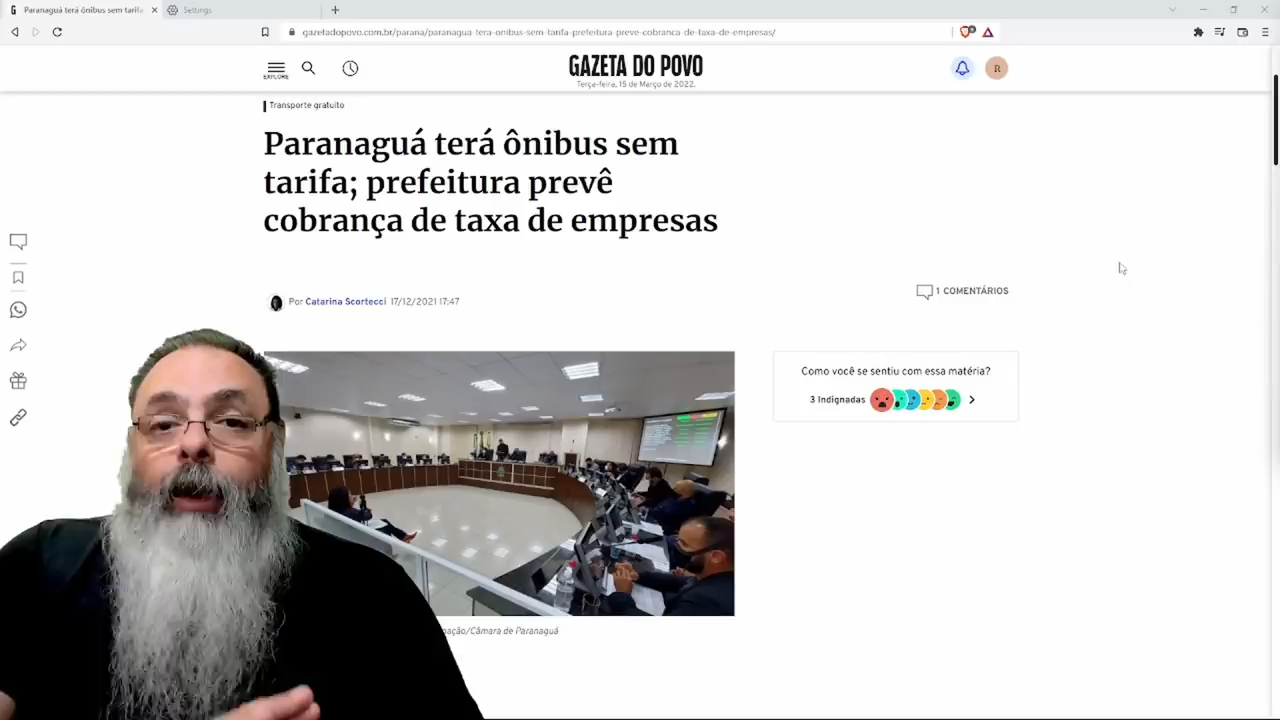 Paranaguá terá ônibus sem tarifa
Settings
gazetadopovo.com.br/parana/paranagua-tera-onibus-sem-tarifa-prefeitura-preve-cobranca-de-taxa-de-empresas/
EXPLORE
GAZETA DO POVO
Terça-feira, 15 de Março de 2022.
R
Transporte gratuito
Paranaguá terá ônibus sem
tarifa; prefeitura prevê
cobrança de taxa de empresas
Por Catarina Scortecci 17/12/2021 17:47
1 COMENTÁRIOS
Como você se sentiu com essa matéria?
3 Indignadas
ação/Câmara de Paranaguá